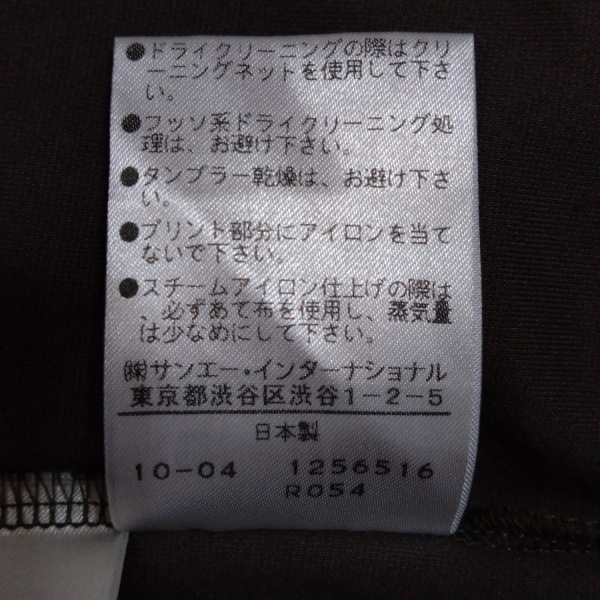 ●ドライクリーニングの際はクリ
ーニングネットを使用して下さ
い。
●フッソ系ドライクリーニング処
理は、お避け下さい。
●タンブラー乾燥は、お避け下さ
い。
●プリント部分にアイロンを当て
ないで下さい。
●スチームアイロン仕上げの際は
、必ずあて布を使用し、蒸気量
は少なめにして下さい。
㈱サンエー・インターナショナル
東京都渋谷区渋谷1-2-5
日本製
10-04 1256516
R054